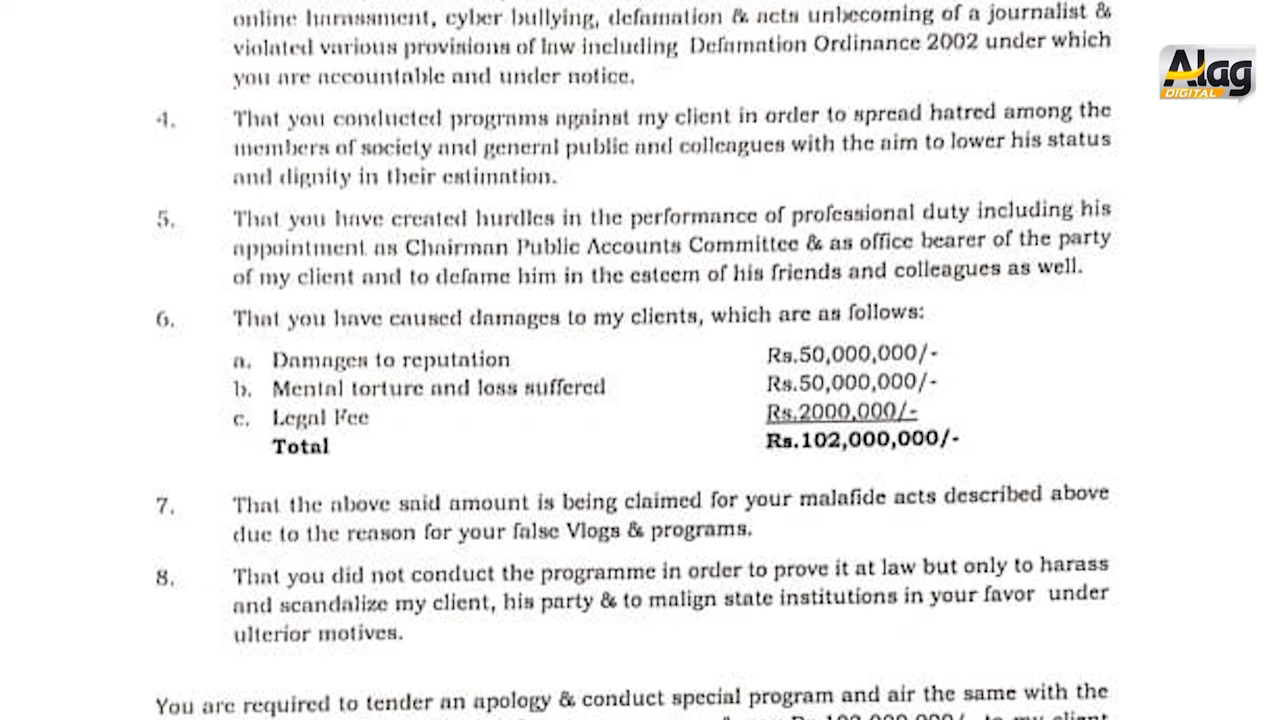 online harassment, cyber bullying, defamation & acts unbecoming of a journalist &
violated various provisions of law including Defamation Ordinance 2002 under which
you are accountable and under notice.
4. That you conducted programs against my client in order to spread hatred among the
members of society and general public and colleagues with the aim to lower his status
and dignity in their estimation.
5. That you have created hurdles in the performance of professional duty including his
appointment as Chairman Public Accounts Committee & as office bearer of the party
of my client and to defame him in the esteem of his friends and colleagues as well.
6. That you have caused damages to my clients, which are as follows:
a. Damages to reputation Rs.50,000,000/-
b. Mental torture and loss suffered Rs.50,000,000/-
c. Legal Fee Rs.2000,000/-
Total Rs.102,000,000/-
7. That the above said amount is being claimed for your malafide acts described above
due to the reason for your false Vlogs & programs.
8. That you did not conduct the programme in order to prove it at law but only to harass
and scandalize my client, his party & to malign state institutions in your favor under
ulterior motives.
You are required to tender an apology & conduct special program and air the same with the
to my client
Alag
DIGITAL